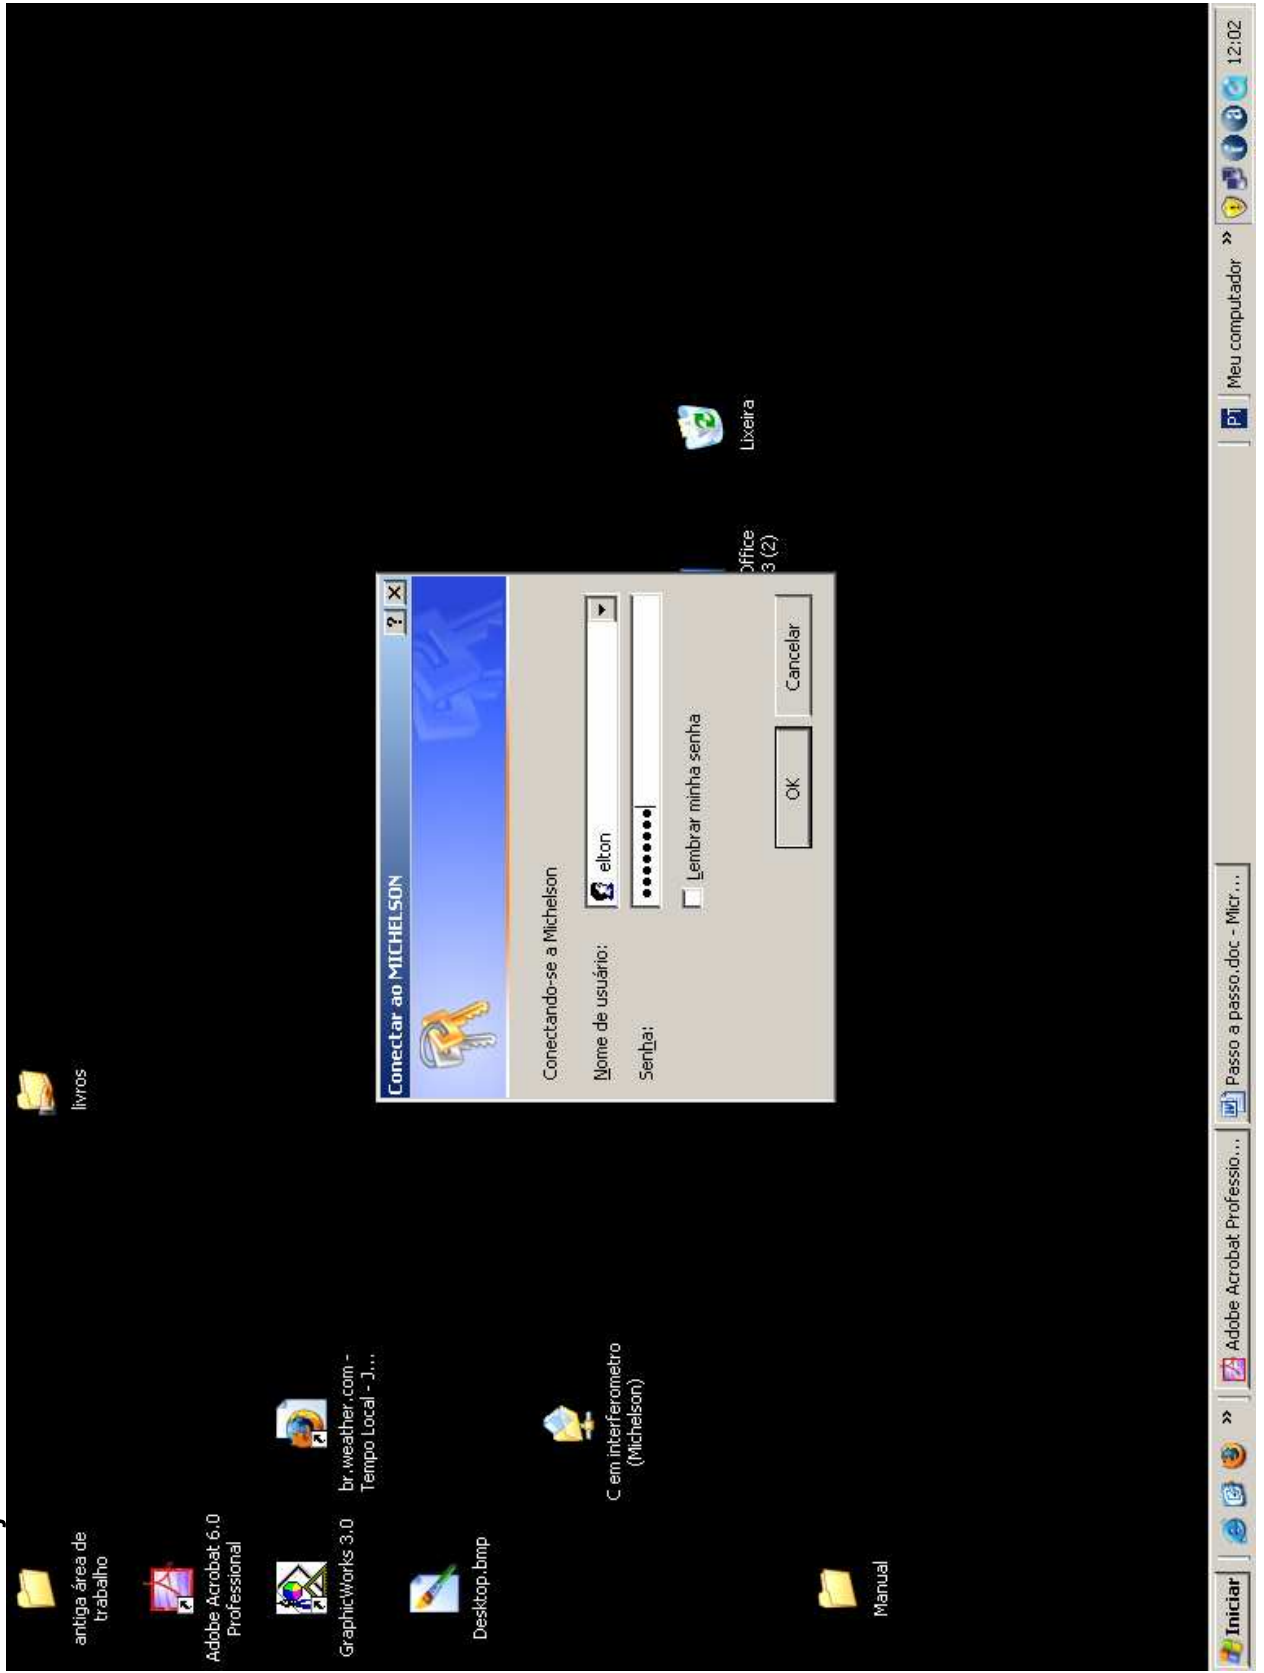 antiga área de
trabalho
livros
Adobe Acrobat 6.0
Professional
GraphicWorks 3.0
br.weather.com -
Tempo Local - J...
Desktop.bmp
C em interferometro
(Michelson)
Manual
Conectar ao MICHELSON
Conectando-se a Michelson
Nome de usuário:
elton
Senha:
Lembrar minha senha
OK
Cancelar
Office
3 (2)
Lixeira
Iniciar
Adobe Acrobat Professio...
Passo a passo.doc - Micr...
PT
Meu computador
12:02